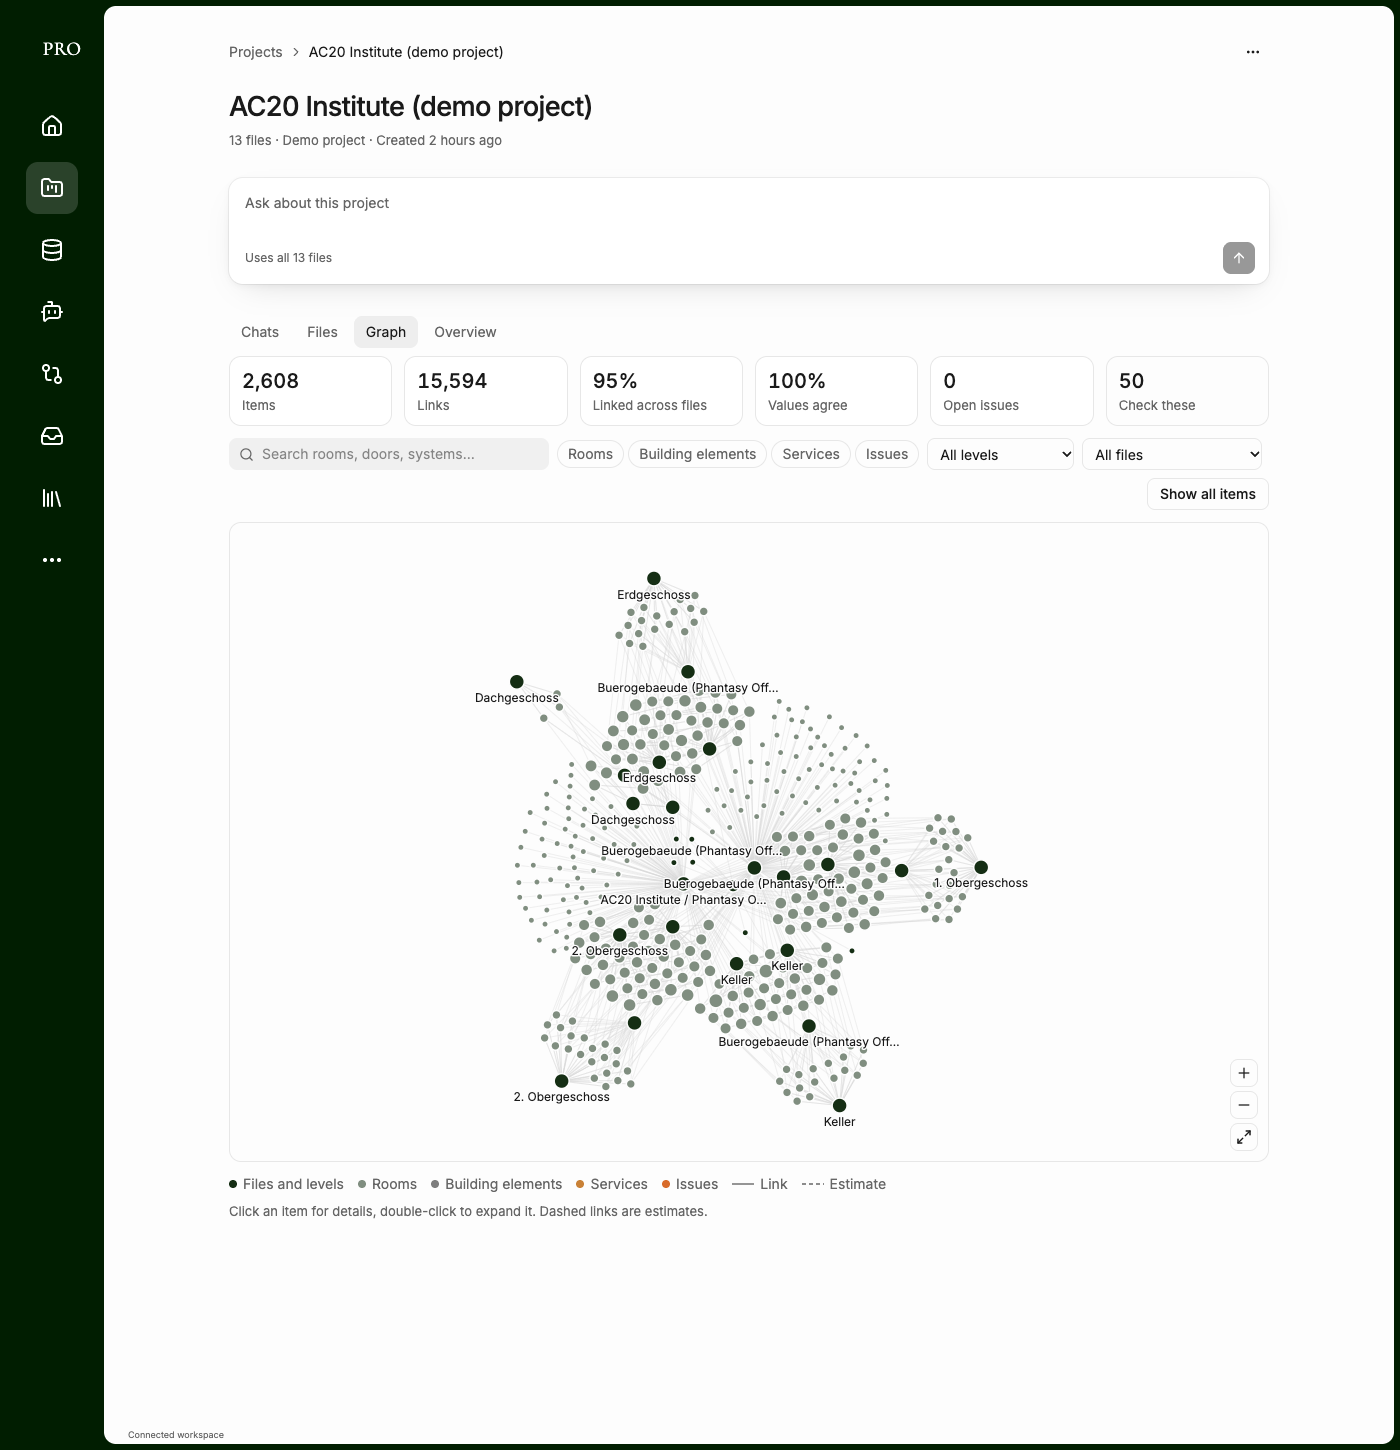 PRO
Projects > AC20 Institute (demo project)
AC20 Institute (demo project)
13 files · Demo project · Created 2 hours ago
Ask about this project
Uses all 13 files
Chats Files Graph Overview
2,608 15,594 95% 100% 0 50
Items Links Linked across files Values agree Open issues Check these
Search rooms, doors, systems... Rooms Building elements Services Issues All levels All files
Show all items
Erdgeschoss
Buerogebaeude (Phantasy Off...
Dachgeschoss
Erdgeschoss
Dachgeschoss
Buerogebaeude (Phantasy Off...
Buerogebaeude (Phantasy Off...
1. Obergeschoss
AC20 Institute / Phantasy O...
2. Obergeschoss
Keller
Keller
Buerogebaeude (Phantasy Off...
2. Obergeschoss
Keller
Files and levels Rooms Building elements Services Issues Link Estimate
Click an item for details, double-click to expand it. Dashed links are estimates.
Connected workspace